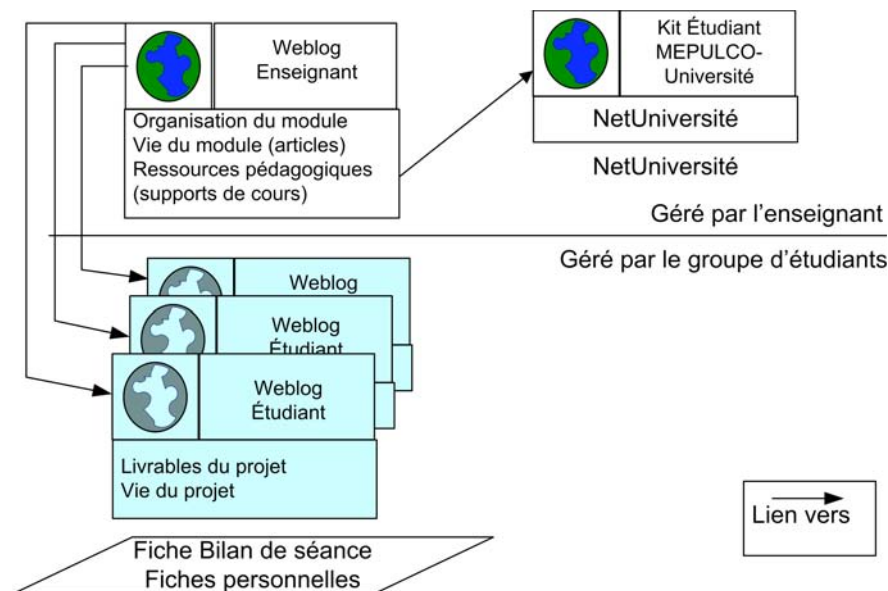 Weblog
Enseignant
Organisation du module
Vie du module (articles)
Ressources pédagogiques
(supports de cours)
Kit Étudiant
MEPULCO-
Université
NetUniversité
NetUniversité
Géré par l'enseignant
Géré par le groupe d'étudiants
Weblog
Weblog
Étudiant
Weblog
Étudiant
Livrables du projet
Vie du projet
Fiche Bilan de séance
Fiches personnelles
Lien vers